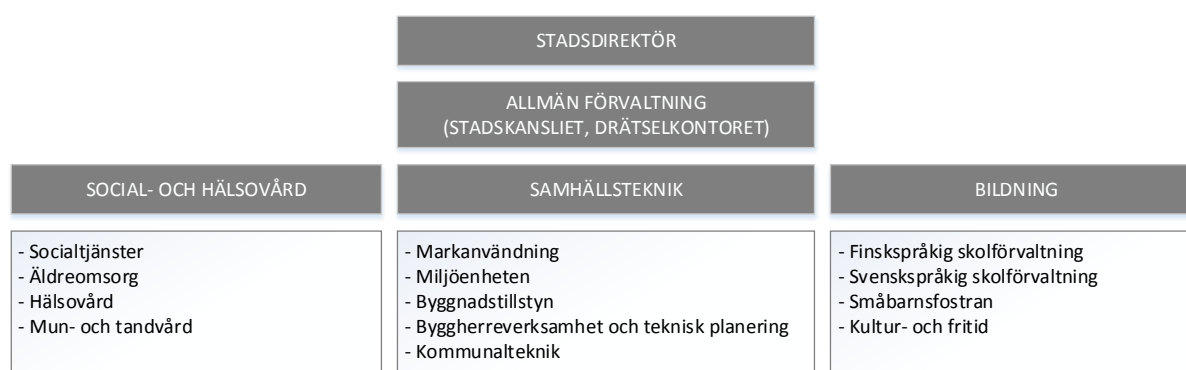 STADSDIREKTÖR
ALLMÄN FÖRVALTNING
(STADSKANSLIET, DRÄTSELKONTORET)
SOCIAL- OCH HÄLSOVÅRD
- Socialtjänster
- Äldreomsorg
- Hälsovård
- Mun- och tandvård
SAMHÄLLSTEKNIK
- Markanvändning
- Miljöenheten
- Byggnadstillstyn
- Byggherreverksamhet och teknisk planering
- Kommunalteknik
BILDNING
- Finskspråkig skolförvaltning
- Svenskspråkig skolförvaltning
- Småbarnsfostran
- Kultur- och fritid